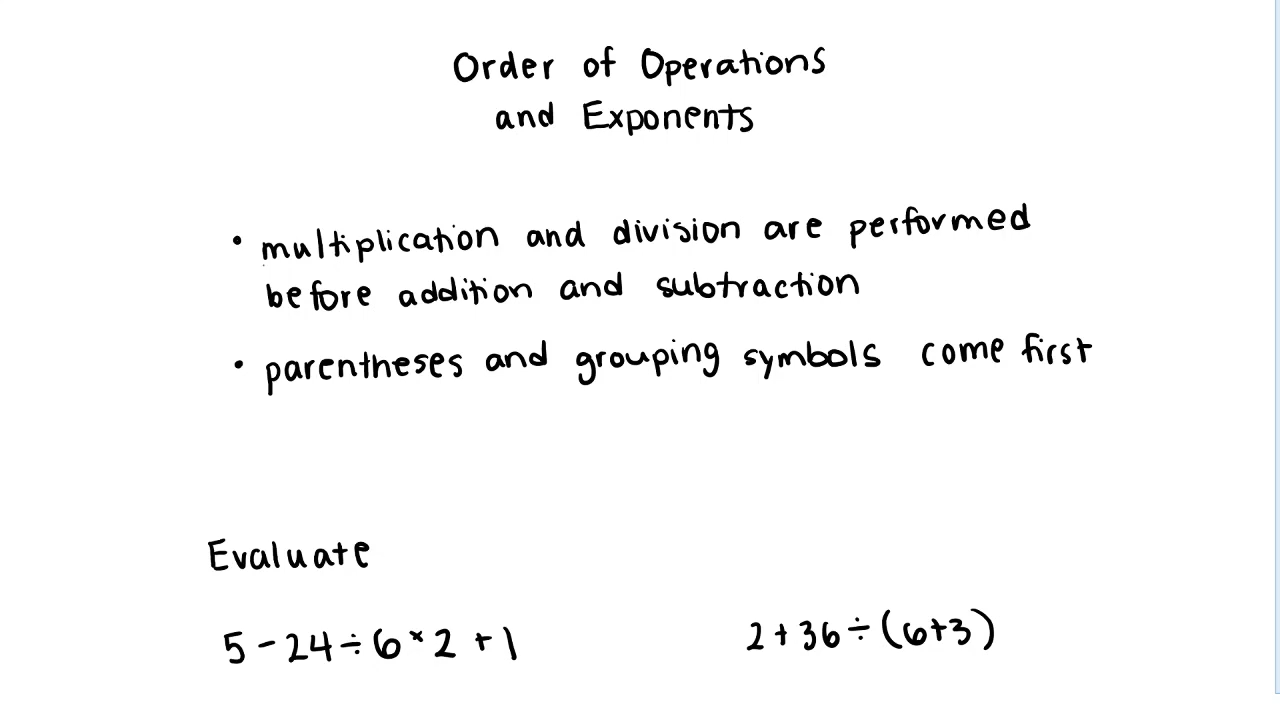 Order of Operations
and Exponents
• multiplication and division are performed
before addition and subtraction
• parentheses and grouping symbols come first
Evaluate
5 - 24 ÷ 6 × 2 + 1
2 + 36 ÷ (6+3)